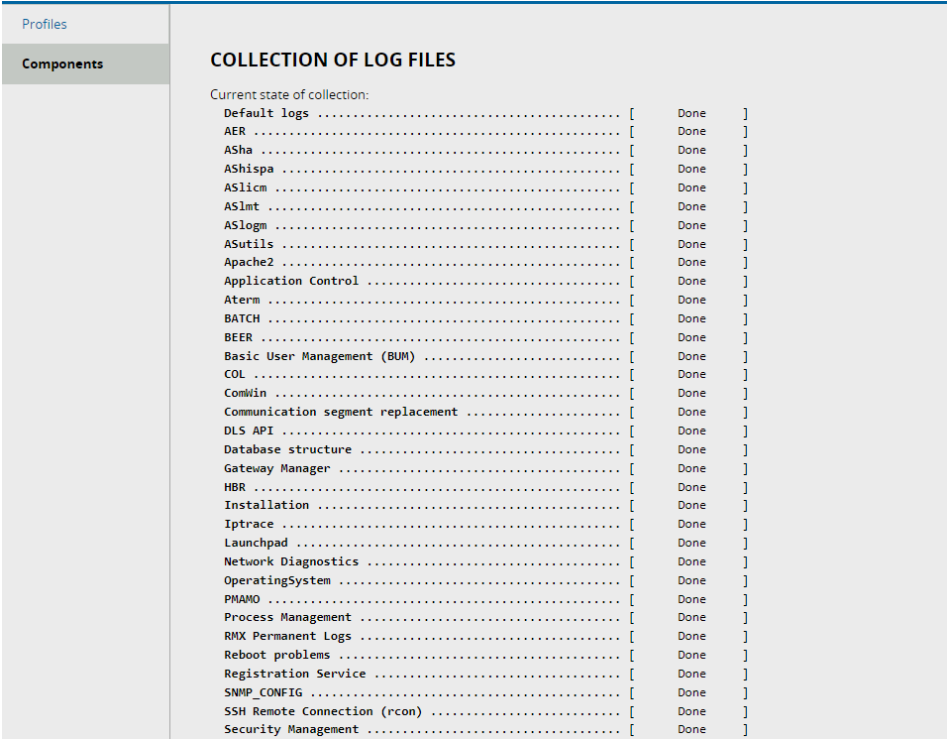 Profiles
Components
COLLECTION OF LOG FILES
Current state of collection:
Default logs ........................................... [ Done ]
AER .................................................... [ Done ]
ASha ................................................... [ Done ]
AShispa ................................................ [ Done ]
ASlicm ................................................. [ Done ]
ASlmt .................................................. [ Done ]
ASlogm ................................................. [ Done ]
ASutils ................................................ [ Done ]
Apache2 ................................................ [ Done ]
Application Control .................................... [ Done ]
Aterm .................................................. [ Done ]
BATCH .................................................. [ Done ]
BEER ................................................... [ Done ]
Basic User Management (BUM) ............................ [ Done ]
COL .................................................... [ Done ]
ComWin ................................................. [ Done ]
Communication segment replacement ...................... [ Done ]
DLS API ................................................ [ Done ]
Database structure ..................................... [ Done ]
Gateway Manager ........................................ [ Done ]
HBR .................................................... [ Done ]
Installation ........................................... [ Done ]
Iptrace ................................................ [ Done ]
Launchpad .............................................. [ Done ]
Network Diagnostics .................................... [ Done ]
OperatingSystem ........................................ [ Done ]
PMAMO .................................................. [ Done ]
Process Management ..................................... [ Done ]
RMX Permanent Logs ..................................... [ Done ]
Reboot problems ........................................ [ Done ]
Registration Service ................................... [ Done ]
SNMP_CONFIG ............................................ [ Done ]
SSH Remote Connection (rcon) ........................... [ Done ]
Security Management .................................... [ Done ]